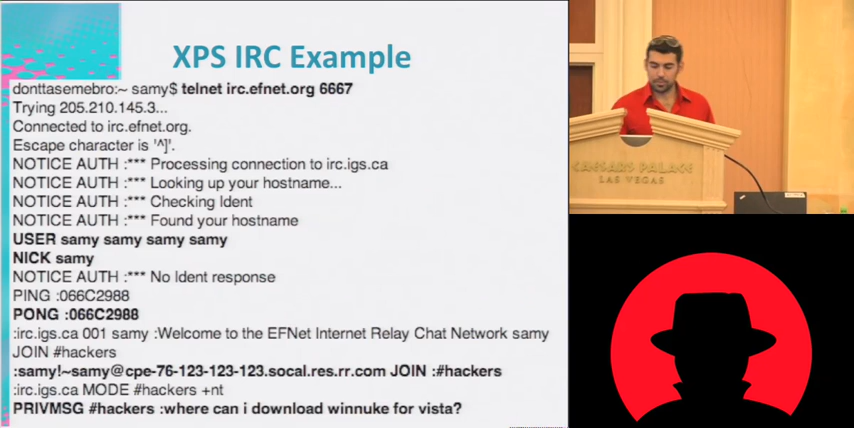 XPS IRC Example
donttasemebro:~ samy$ telnet irc.efnet.org 6667
Trying 205.210.145.3...
Connected to irc.efnet.org.
Escape character is '^]'.
NOTICE AUTH :*** Processing connection to irc.igs.ca
NOTICE AUTH :*** Looking up your hostname...
NOTICE AUTH :*** Checking Ident
NOTICE AUTH :*** Found your hostname
USER samy samy samy samy
NICK samy
NOTICE AUTH :*** No Ident response
PING :066C2988
PONG :066C2988
:irc.igs.ca 001 samy :Welcome to the EFNet Internet Relay Chat Network samy
JOIN #hackers
:samy!~samy@cpe-76-123-123-123.socal.res.rr.com JOIN :#hackers
:irc.igs.ca MODE #hackers +nt
PRIVMSG #hackers :where can i download winnuke for vista?
CAESARS PALACE
LAS VEGAS